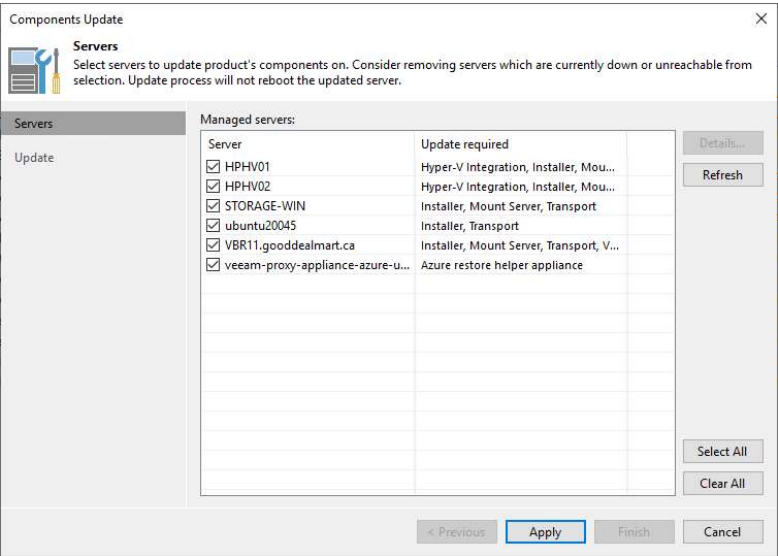 Components Update
Servers
Select servers to update product's components on. Consider removing servers which are currently down or unreachable from
selection. Update process will not reboot the updated server.
Servers
Update
Managed servers:
Server Update required
HPHV01 Hyper-V Integration, Installer, Mou...
HPHV02 Hyper-V Integration, Installer, Mou...
STORAGE-WIN Installer, Mount Server, Transport
ubuntu20045 Installer, Transport
VBR11.gooddealmart.ca Installer, Mount Server, Transport, V...
veeam-proxy-appliance-azure-u... Azure restore helper appliance
Details...
Refresh
Select All
Clear All
< Previous Apply Finish Cancel